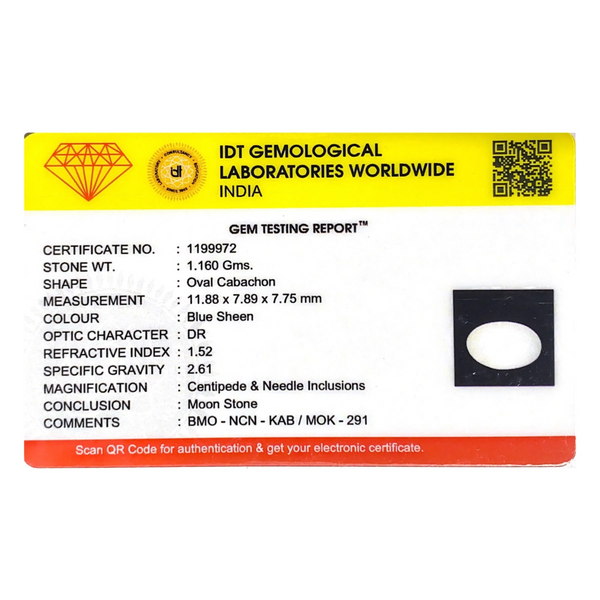 IDT GEMOLOGICAL
LABORATORIES WORLDWIDE
INDIA
GEM TESTING REPORT™
CERTIFICATE NO. : 1199972
STONE WT. : 1.160 Gms.
SHAPE : Oval Cabachon
MEASUREMENT : 11.88 x 7.89 x 7.75 mm
COLOUR : Blue Sheen
OPTIC CHARACTER : DR
REFRACTIVE INDEX : 1.52
SPECIFIC GRAVITY : 2.61
MAGNIFICATION : Centipede & Needle Inclusions
CONCLUSION : Moon Stone
COMMENTS : BMO - NCN - KAB / MOK - 291
Scan QR Code for authentication & get your electronic certificate.